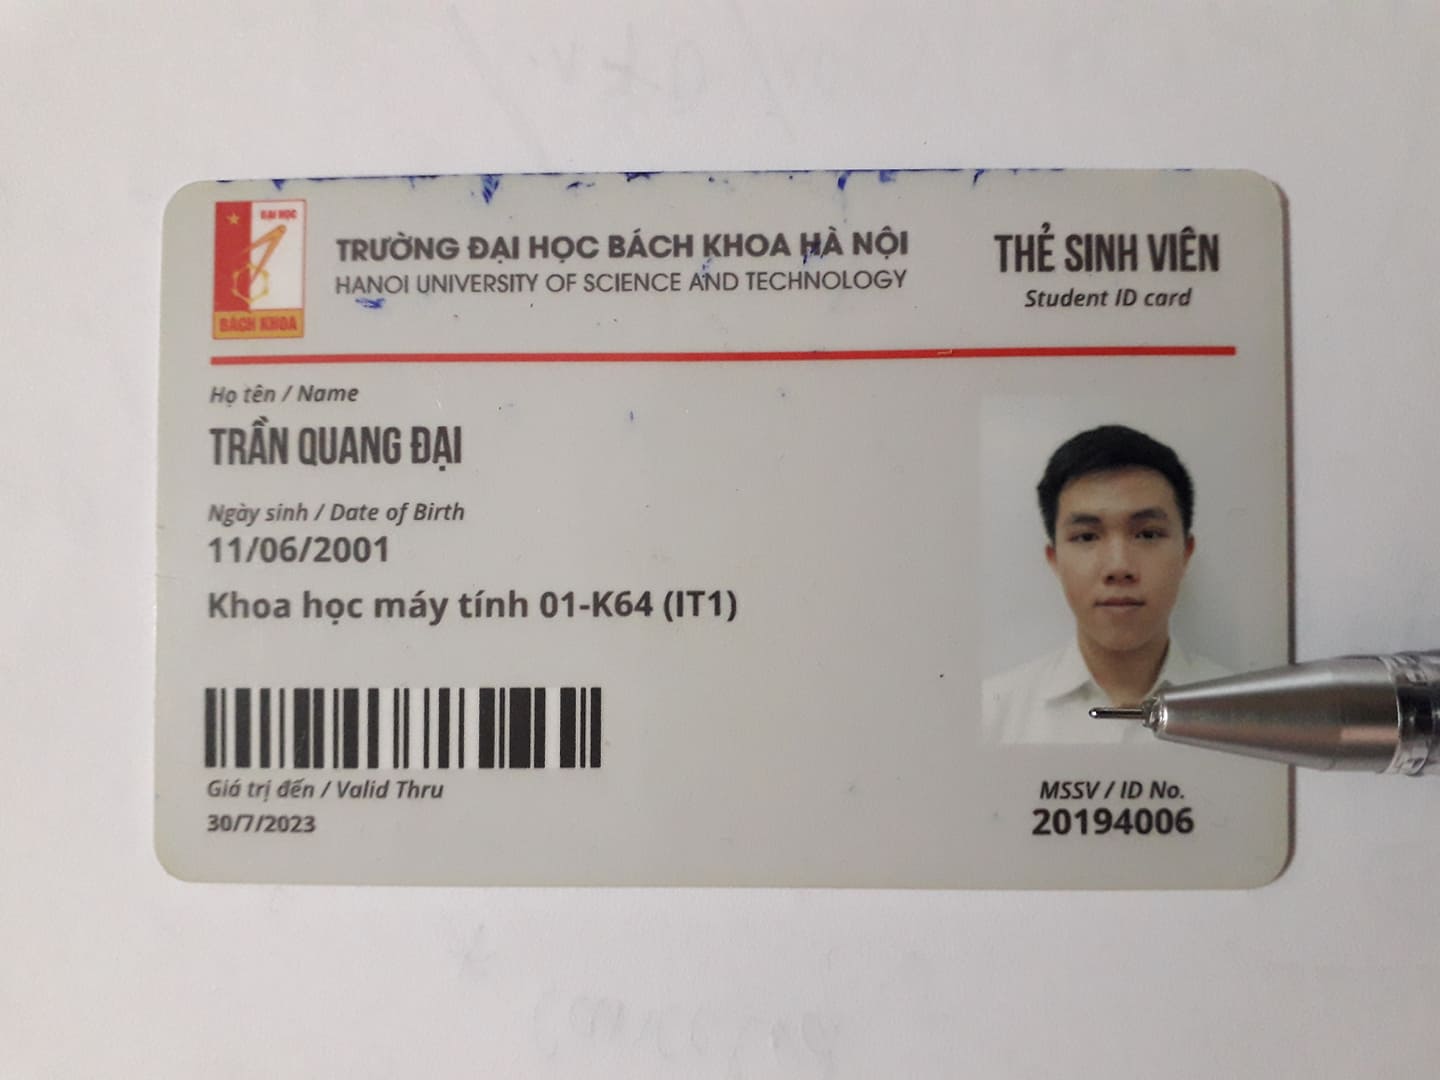 ĐẠI HỌC
BÁCH KHOA
TRƯỜNG ĐẠI HỌC BÁCH KHOA HÀ NỘI
HANOI UNIVERSITY OF SCIENCE AND TECHNOLOGY
THẺ SINH VIÊN
Student ID card
Họ tên / Name
TRẦN QUANG ĐẠI
Ngày sinh / Date of Birth
11/06/2001
Khoa học máy tính 01-K64 (IT1)
Giá trị đến / Valid Thru
30/7/2023
MSSV / ID No.
20194006